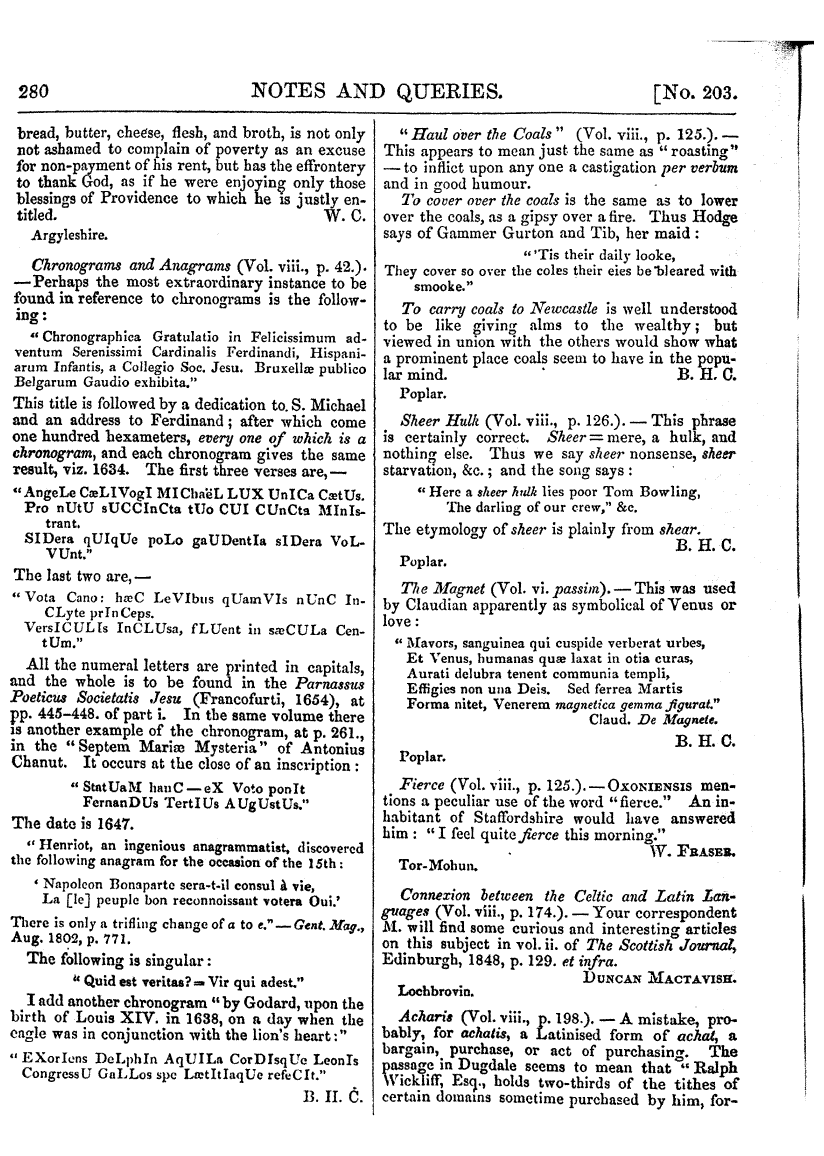 280
NOTES AND QUERIES.
[No. 203.
bread, butter, cheese, flesh, and broth, is not only
not ashamed to complain of poverty as an excuse
for non-payment of his rent, but has the effrontery
to thank God, as if he were enjoying only those
blessings of Providence to which he is justly en-
titled. W. C.
Argyleshire.
Chronograms and Anagrams (Vol. viii., p. 42.).
—Perhaps the most extraordinary instance to be
found in reference to chronograms is the follow-
ing:
"Chronographica Gratulatio in Felicissimum ad-
ventum Serenissimi Cardinalis Ferdinandi, Hispani-
arum Infantis, a Collegio Soc. Jesu. Bruxellæ publico
Belgarum Gaudio exhibita."
This title is followed by a dedication to S. Michael
and an address to Ferdinand; after which come
one hundred hexameters, every one of which is a
chronogram, and each chronogram gives the same
result, viz. 1634. The first three verses are,—
"AngeLe CæLIVogI MIChaëL LUX UnICa CætUs.
Pro nUtU sUCCInCta tUo CUI CUnCta MInIs-
trant.
SIDera qUIqUe poLo gaUDentIa sIDera VoL-
VUnt."
The last two are,—
"Vota Cano: hæC LeVIbus qUamVIs nUnC In-
CLyte prInCeps.
VersICULIs InCLUsa, fLUent in sæCULa Cen-
tUm."
All the numeral letters are printed in capitals,
and the whole is to be found in the Parnassus
Poeticus Societatis Jesu (Francofurti, 1654), at
pp. 445-448. of part i. In the same volume there
is another example of the chronogram, at p. 261.,
in the "Septem Mariæ Mysteria" of Antonius
Chanut. It occurs at the close of an inscription:
"StatUaM hanC—eX Voto ponIt
FernanDUs TertIUs AUgUstUs."
The date is 1647.
"Henriot, an ingenious anagrammatist, discovered
the following anagram for the occasion of the 15th:
'Napoleon Bonaparte sera-t-il consul à vie,
La [le] peuple bon reconnoissant votera Oui.'
There is only a trifling change of a to e."—Gent. Mag.,
Aug. 1802, p. 771.
The following is singular:
"Quid est veritas? = Vir qui adest."
I add another chronogram "by Godard, upon the
birth of Louis XIV. in 1638, on a day when the
eagle was in conjunction with the lion's heart:"
"EXorIens DeLphIn AqUILa CorDIsqUe LeonIs
CongressU GaLLos spe LætItIaqUe refeCIt."
B. H. C.
"Haul over the Coals" (Vol. viii., p. 125.).—
This appears to mean just the same as "roasting"
—to inflict upon any one a castigation per verbum
and in good humour.
To cover over the coals is the same as to lower
over the coals, as a gipsy over a fire. Thus Hodge
says of Gammer Gurton and Tib, her maid:
"'Tis their daily looke,
They cover so over the coles their eies be bleared with
smooke."
To carry coals to Newcastle is well understood
to be like giving alms to the wealthy; but
viewed in union with the others would show what
a prominent place coals seem to have in the popu-
lar mind. B. H. C.
Poplar.
Sheer Hulk (Vol. viii., p. 126.).—This phrase
is certainly correct. Sheer = mere, a hulk, and
nothing else. Thus we say sheer nonsense, sheer
starvation, &c.; and the song says:
"Here a sheer hulk lies poor Tom Bowling,
The darling of our crew," &c.
The etymology of sheer is plainly from shear.
B. H. C.
Poplar.
The Magnet (Vol. vi. passim).—This was used
by Claudian apparently as symbolical of Venus or
love:
"Mavors, sanguinea qui cuspide verberat urbes,
Et Venus, humanas quæ laxat in otia curas,
Aurati delubra tenent communia templi,
Effigies non una Deis. Sed ferrea Martis
Forma nitet, Venerem magnetica gemma figurat."
Claud. De Magnete.
B. H. C.
Poplar.
Fierce (Vol. viii., p. 125.).—OXONIENSIS men-
tions a peculiar use of the word "fierce." An in-
habitant of Staffordshire would have answered
him: "I feel quite fierce this morning."
W. FRASER.
Tor-Mohun.
Connexion between the Celtic and Latin Lan-
guages (Vol. viii., p. 174.).—Your correspondent
M. will find some curious and interesting articles
on this subject in vol. ii. of The Scottish Journal,
Edinburgh, 1848, p. 129. et infra.
DUNCAN MACTAVISH.
Lochbrovin.
Acharis (Vol. viii., p. 198.).—A mistake, pro-
bably, for achatis, a Latinised form of achat, a
bargain, purchase, or act of purchasing. The
passage in Dugdale seems to mean that "Ralph
Wickliff, Esq., holds two-thirds of the tithes of
certain domains sometime purchased by him, for-